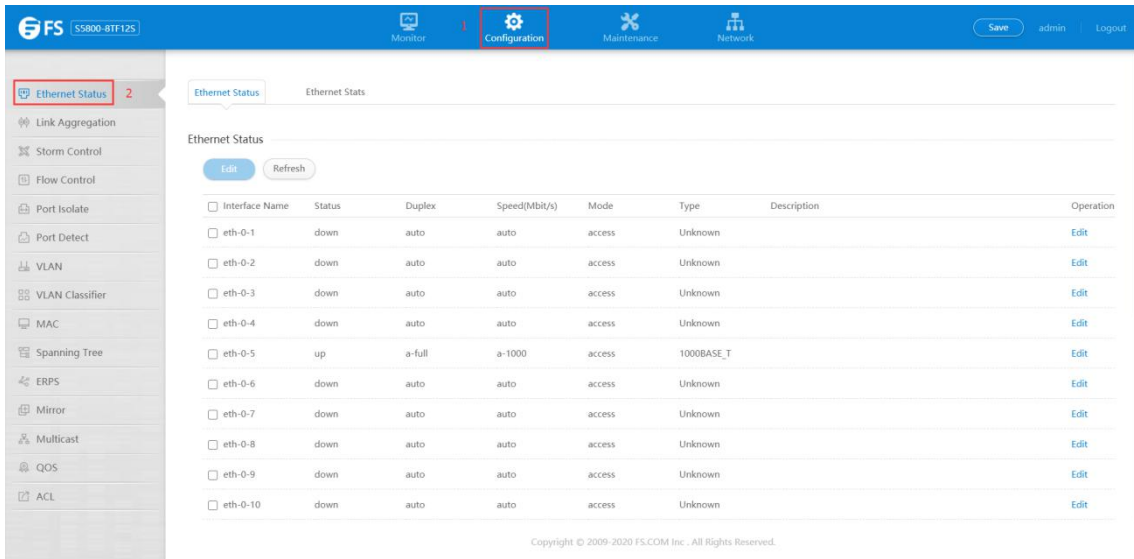 FS S5800-8TF12S
Monitor
1
Configuration
Maintenance
Network
Save admin Logout
Ethernet Status 2
Link Aggregation
Storm Control
Flow Control
Port Isolate
Port Detect
VLAN
VLAN Classifier
MAC
Spanning Tree
ERPS
Mirror
Multicast
QOS
ACL
Ethernet Status Ethernet Stats
Ethernet Status
Edit Refresh
Interface Name Status Duplex Speed(Mbit/s) Mode Type Description Operation
eth-0-1 down auto auto access Unknown Edit
eth-0-2 down auto auto access Unknown Edit
eth-0-3 down auto auto access Unknown Edit
eth-0-4 down auto auto access Unknown Edit
eth-0-5 up a-full a-1000 access 1000BASE_T Edit
eth-0-6 down auto auto access Unknown Edit
eth-0-7 down auto auto access Unknown Edit
eth-0-8 down auto auto access Unknown Edit
eth-0-9 down auto auto access Unknown Edit
eth-0-10 down auto auto access Unknown Edit
Copyright © 2009-2020 FS.COM Inc . All Rights Reserved.